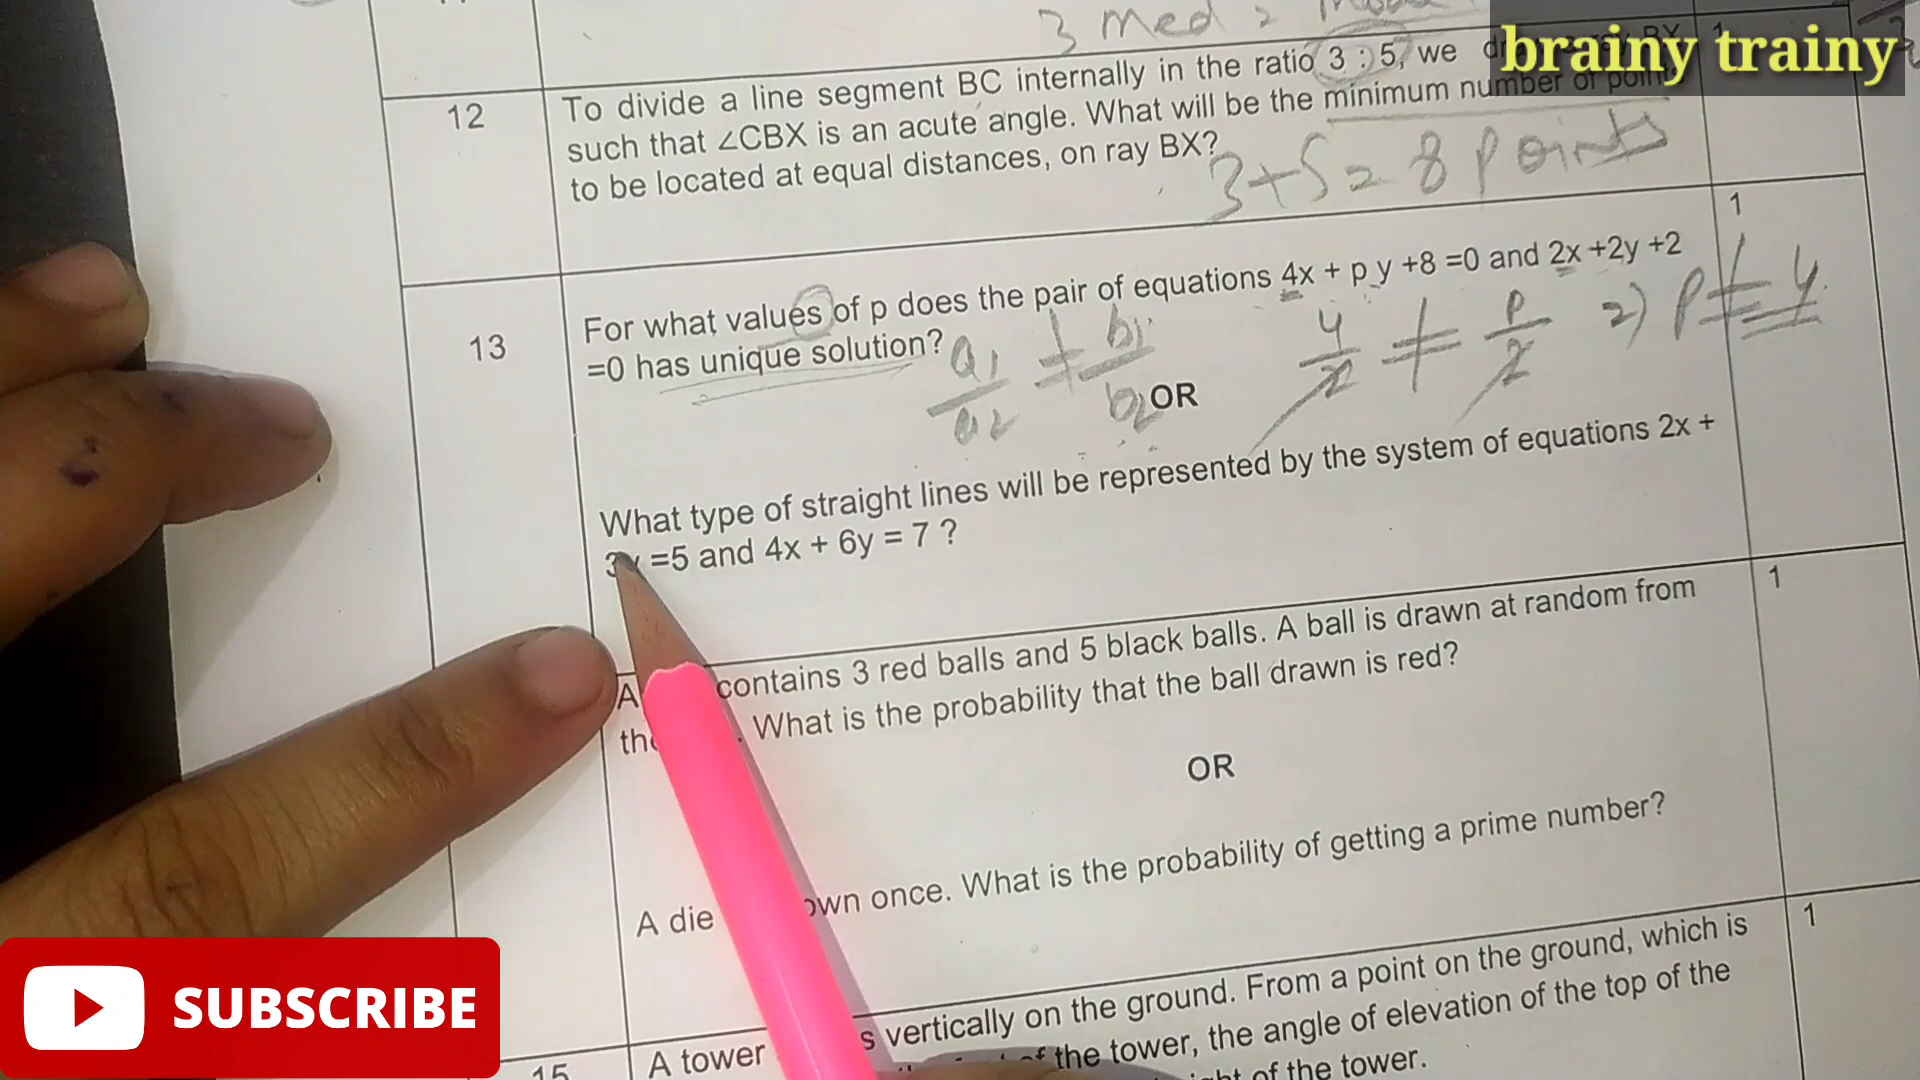 3 Med = 
brainy trainy
12
To divide a line segment BC internally in the ratio 3 : 5, we
such that ∠CBX is an acute angle. What will be the minimum number of
to be located at equal distances, on ray BX?
3+5= 8 points
1
13
For what values of p does the pair of equations 4x + p y +8 =0 and 2x +2y +2
=0 has unique solution?
a1/a2 ≠ b1/b2
4/2 ≠ p/2 => p ≠ 4
OR
What type of straight lines will be represented by the system of equations 2x +
3y =5 and 4x + 6y = 7 ?
1
A contains 3 red balls and 5 black balls. A ball is drawn at random from
What is the probability that the ball drawn is red?
OR
A die once. What is the probability of getting a prime number?
1
15
A tower vertically on the ground. From a point on the ground, which is
of the tower, the angle of elevation of the top of the
of the tower.
SUBSCRIBE